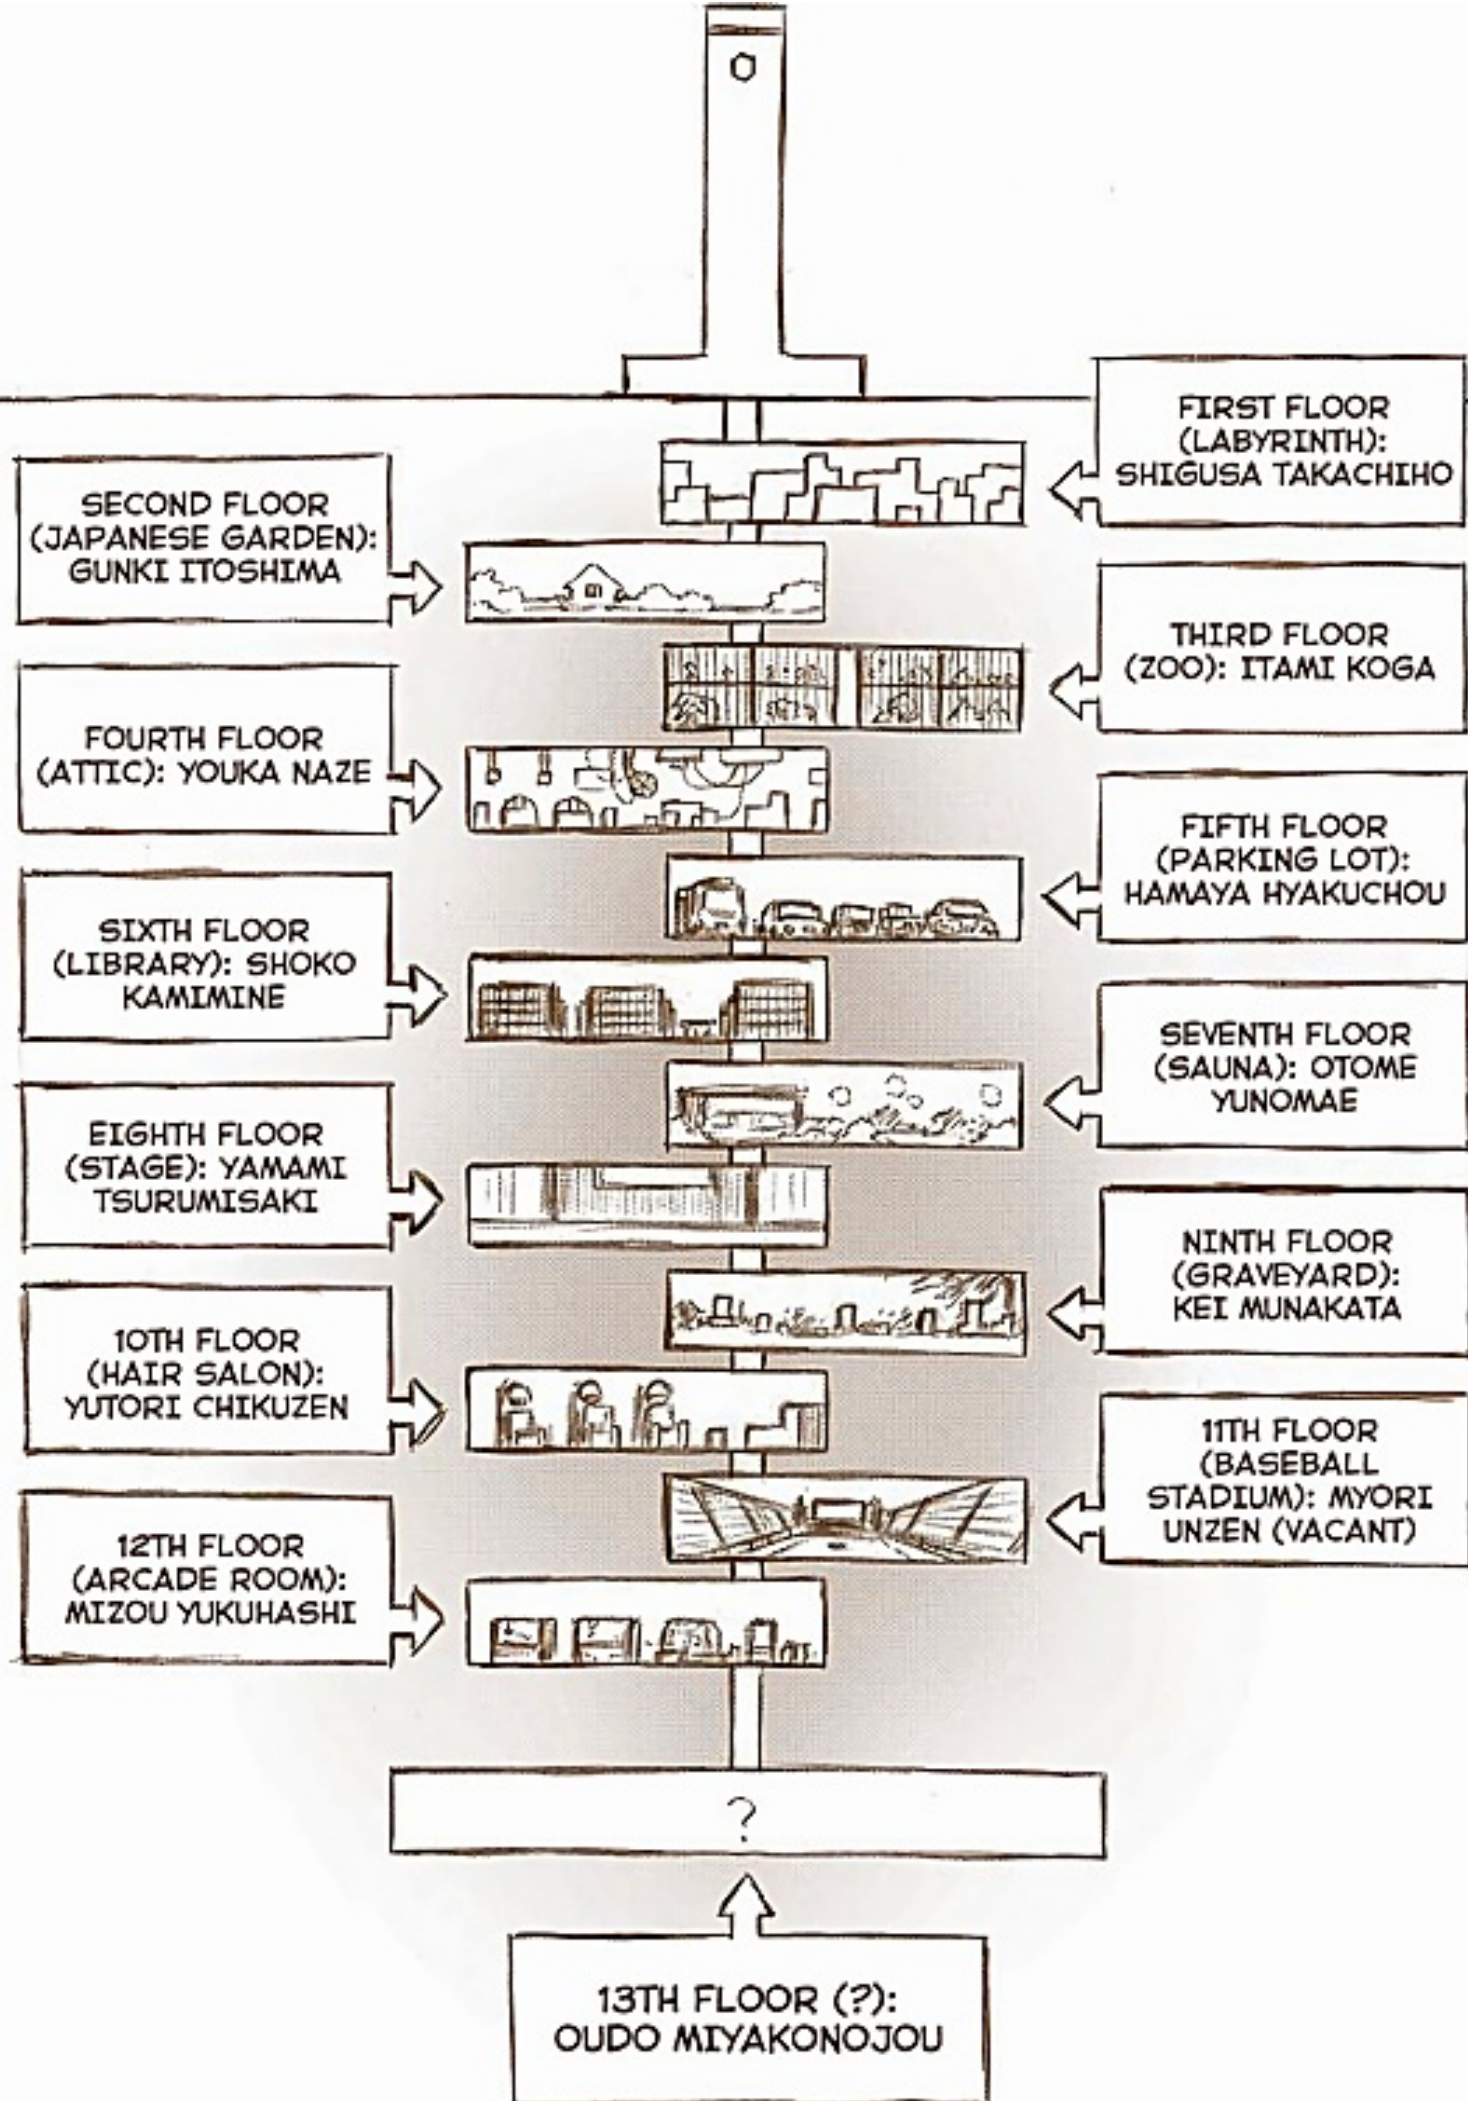 FIRST FLOOR
(LABYRINTH):
SHIGUSA TAKACHIHO
SECOND FLOOR
(JAPANESE GARDEN):
GUNKI ITOSHIMA
THIRD FLOOR
(ZOO): ITAMI KOGA
FOURTH FLOOR
(ATTIC): YOUKA NAZE
FIFTH FLOOR
(PARKING LOT):
HAMAYA HYAKUCHOU
SIXTH FLOOR
(LIBRARY): SHOKO
KAMIMINE
SEVENTH FLOOR
(SAUNA): OTOME
YUNOMAE
EIGHTH FLOOR
(STAGE): YAMAMI
TSURUMISAKI
NINTH FLOOR
(GRAVEYARD):
KEI MUNAKATA
10TH FLOOR
(HAIR SALON):
YUTORI CHIKUZEN
11TH FLOOR
(BASEBALL
STADIUM): MYORI
UNZEN (VACANT)
12TH FLOOR
(ARCADE ROOM):
MIZOU YUKUHASHI
?
13TH FLOOR (?):
OUDO MIYAKONOJOU